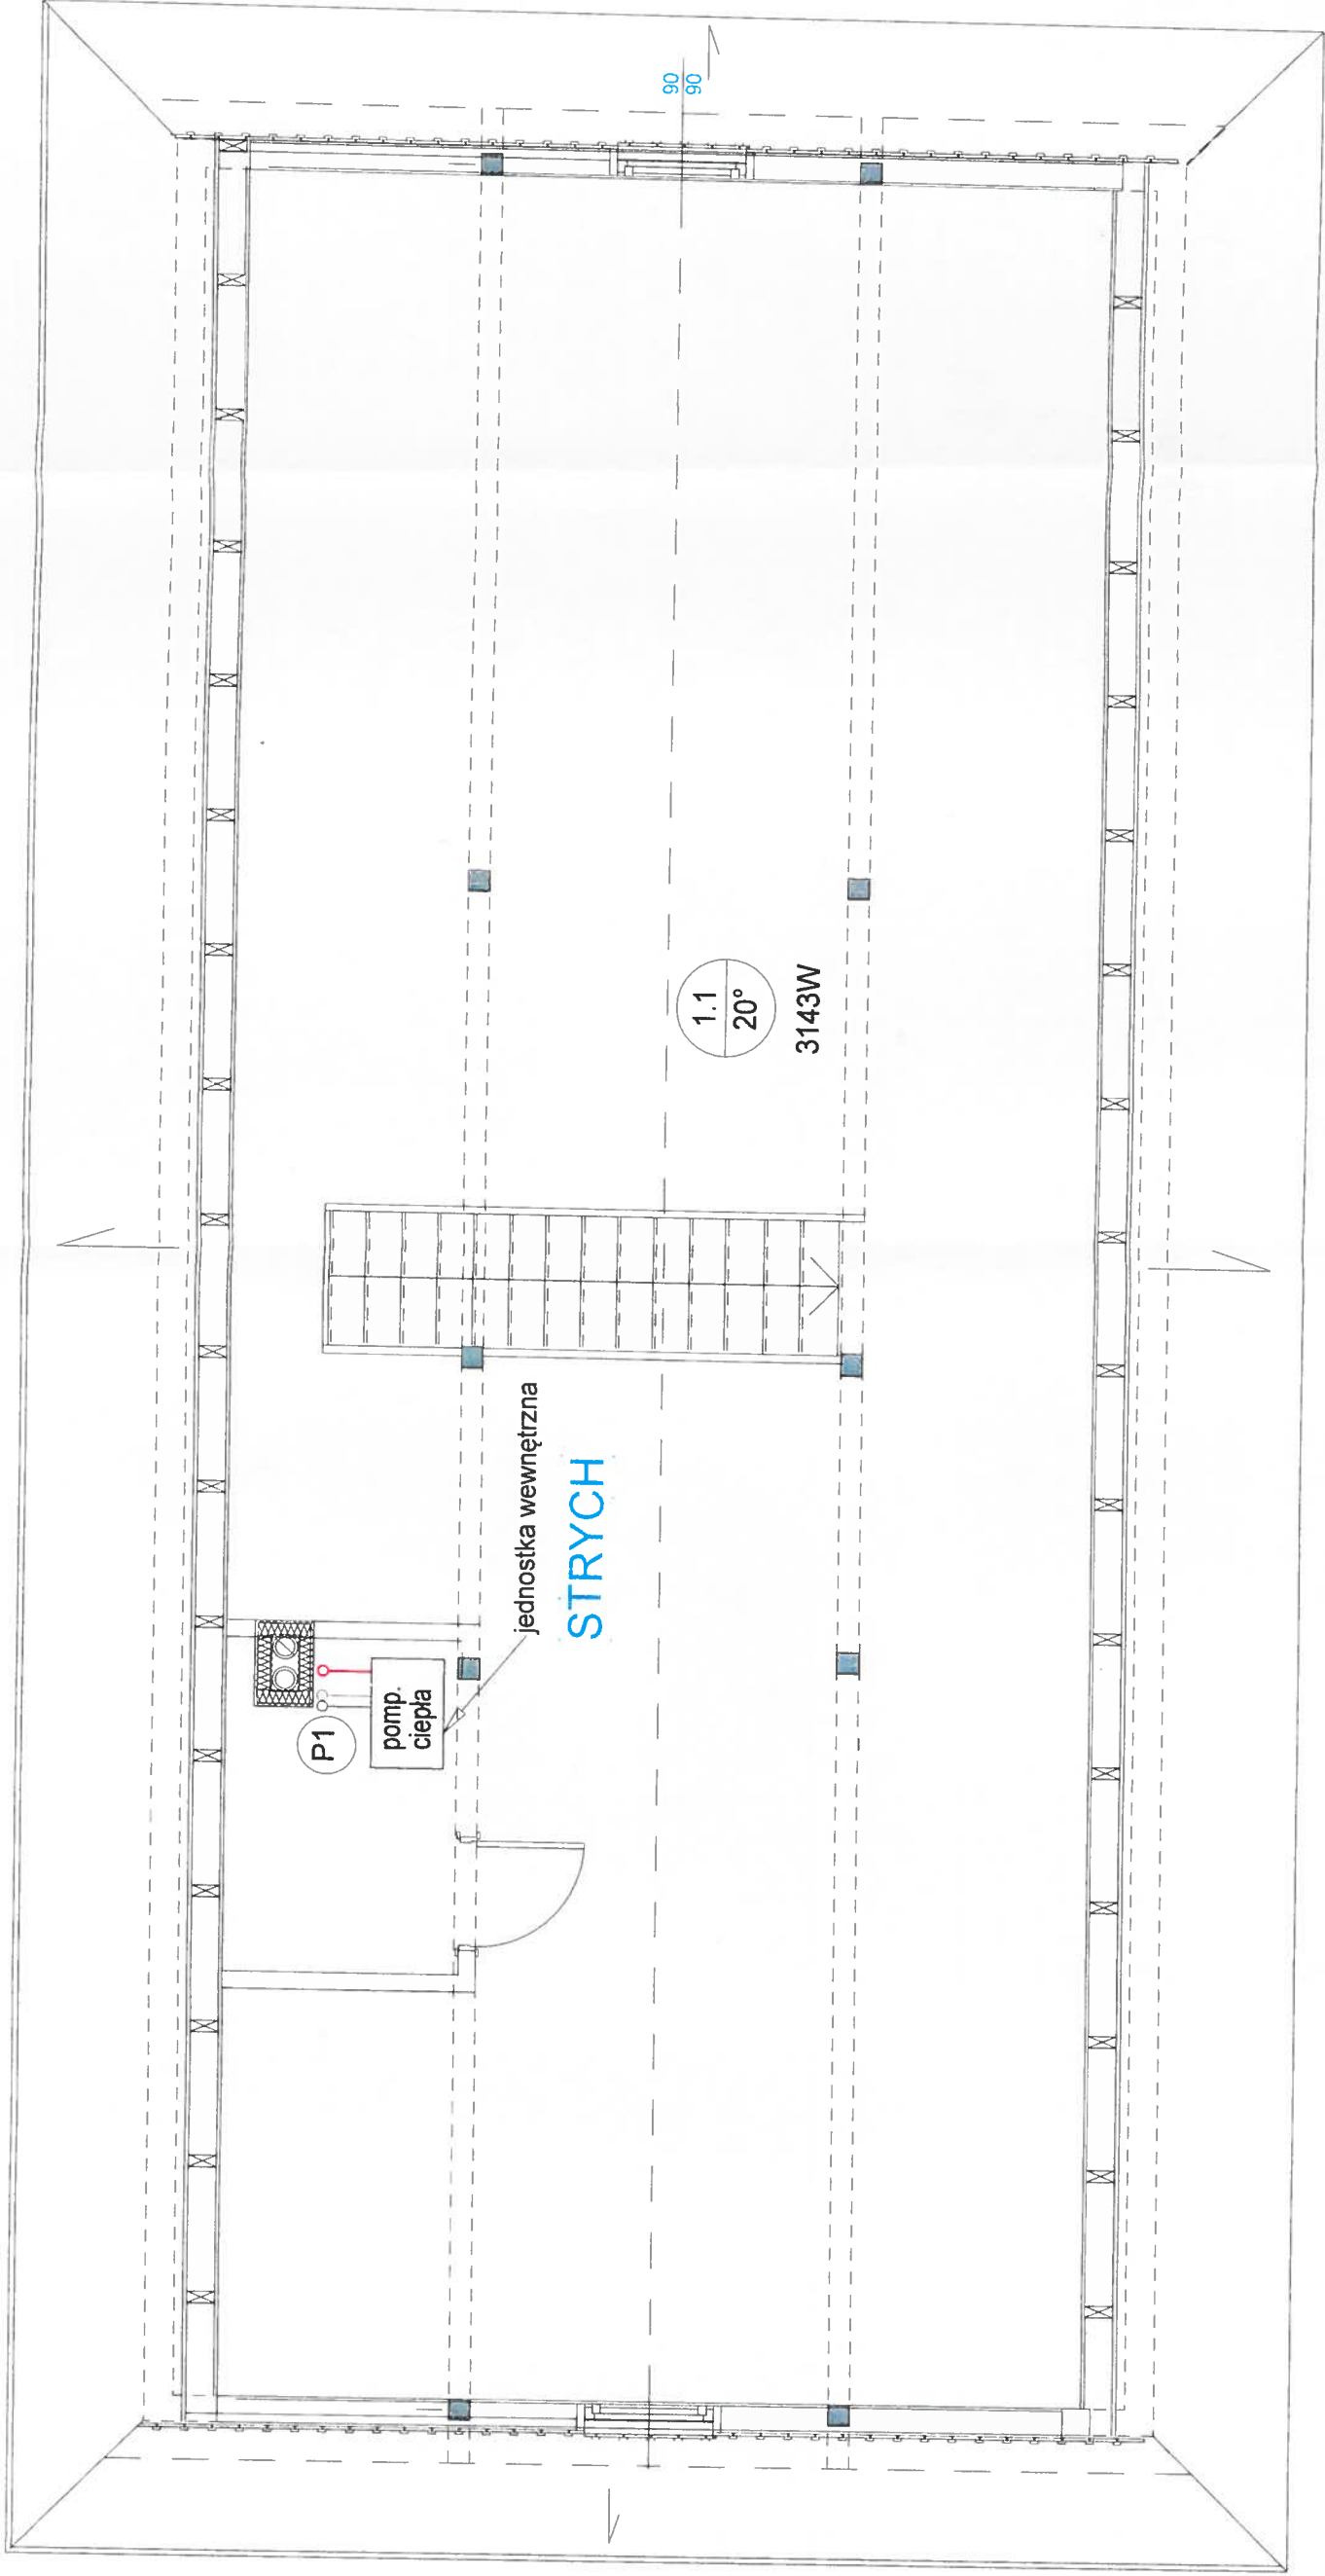 90
90
1.1
20°
3143W
jednostka wewnętrzna
STRYCH
P1
pomp.
ciepła